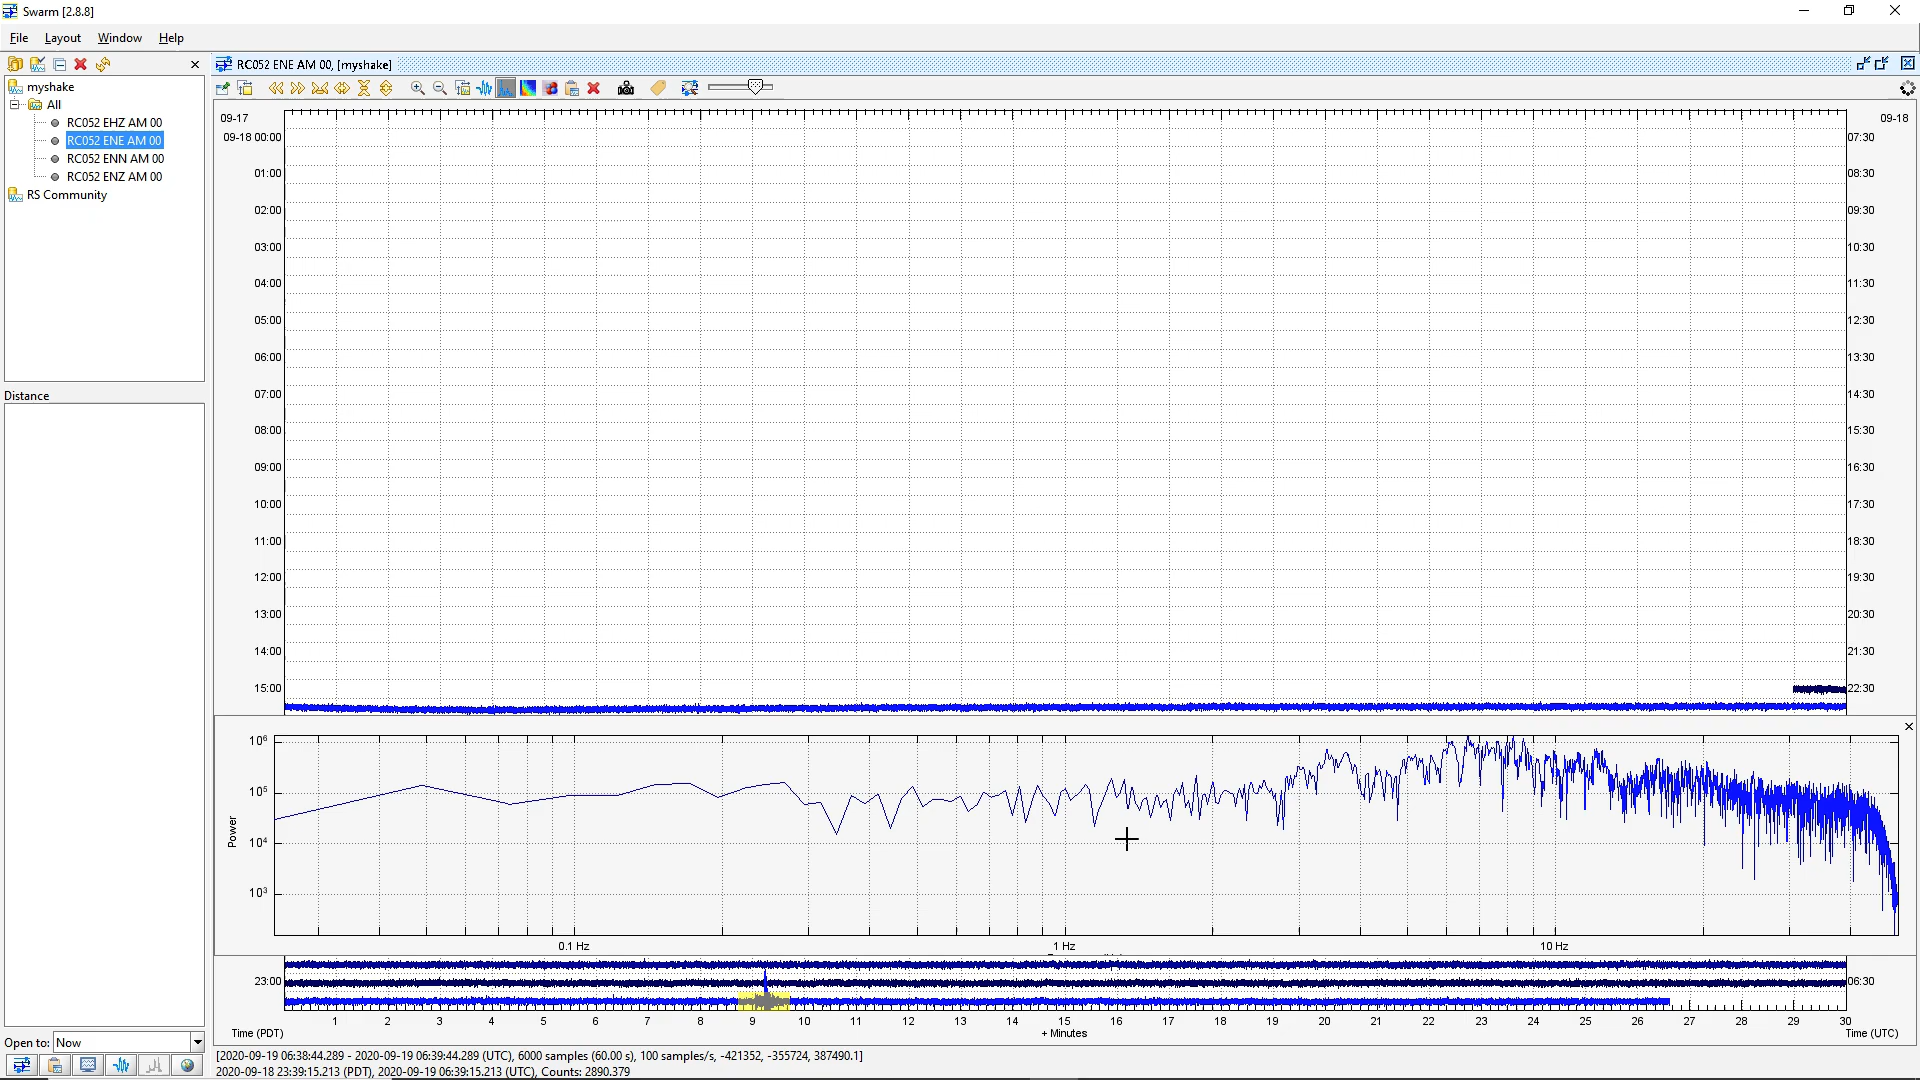 Swarm [2.8.8]
File Layout Window Help
RC052 ENE AM 00, [myshake]
myshake
All
RC052 EHZ AM 00
RC052 ENE AM 00
RC052 ENN AM 00
RC052 ENZ AM 00
RS Community
Distance
Open to: Now
09-17
09-18
09-18 00:00
07:30
01:00
08:30
02:00
09:30
03:00
10:30
04:00
11:30
05:00
12:30
06:00
13:30
07:00
14:30
08:00
15:30
09:00
16:30
10:00
17:30
11:00
18:30
12:00
19:30
13:00
20:30
14:00
21:30
15:00
22:30
10⁶
10⁵
10⁴
10³
Power
0.1 Hz 1 Hz 10 Hz
23:00
06:30
1 2 3 4 5 6 7 8 9 10 11 12 13 14 15 16 17 18 19 20 21 22 23 24 25 26 27 28 29 30
Time (PDT) + Minutes Time (UTC)
[2020-09-19 06:38:44.289 - 2020-09-19 06:39:44.289 (UTC), 6000 samples (60.00 s), 100 samples/s, -421352, -355724, 387490.1]
2020-09-18 23:39:15.213 (PDT), 2020-09-19 06:39:15.213 (UTC), Counts: 2890.379